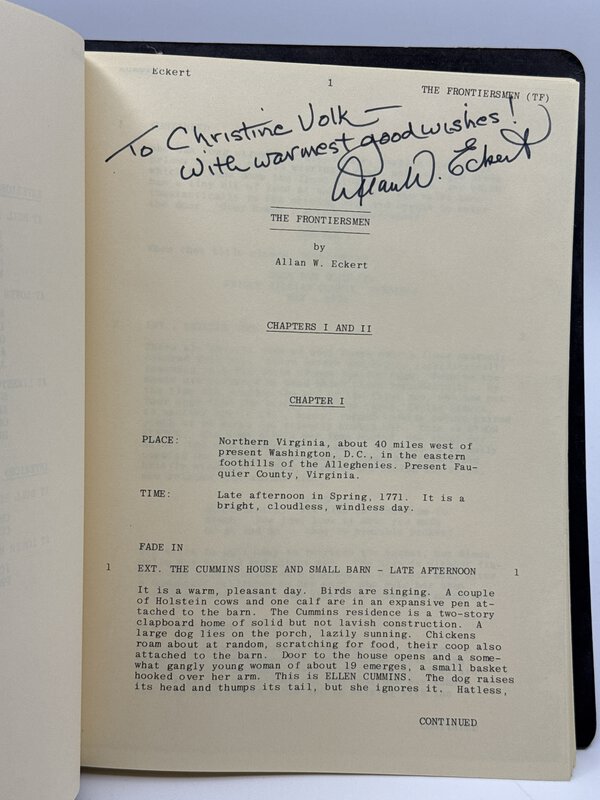 Eckert
1
THE FRONTIERSMEN (TF)
To Christine Volk —
with warmest good wishes!
Allan W. Eckert
THE FRONTIERSMEN
by
Allan W. Eckert
CHAPTERS I AND II
CHAPTER I
PLACE: Northern Virginia, about 40 miles west of
present Washington, D.C., in the eastern
foothills of the Alleghenies. Present Fau-
quier County, Virginia.
TIME: Late afternoon in Spring, 1771. It is a
bright, cloudless, windless day.
FADE IN
1 EXT. THE CUMMINS HOUSE AND SMALL BARN - LATE AFTERNOON 1
It is a warm, pleasant day. Birds are singing. A couple
of Holstein cows and one calf are in an expansive pen at-
tached to the barn. The Cummins residence is a two-story
clapboard home of solid but not lavish construction. A
large dog lies on the porch, lazily sunning. Chickens
roam about at random, scratching for food, their coop also
attached to the barn. Door to the house opens and a some-
what gangly young woman of about 19 emerges, a small basket
hooked over her arm. This is ELLEN CUMMINS. The dog raises
its head and thumps its tail, but she ignores it. Hatless,
CONTINUED